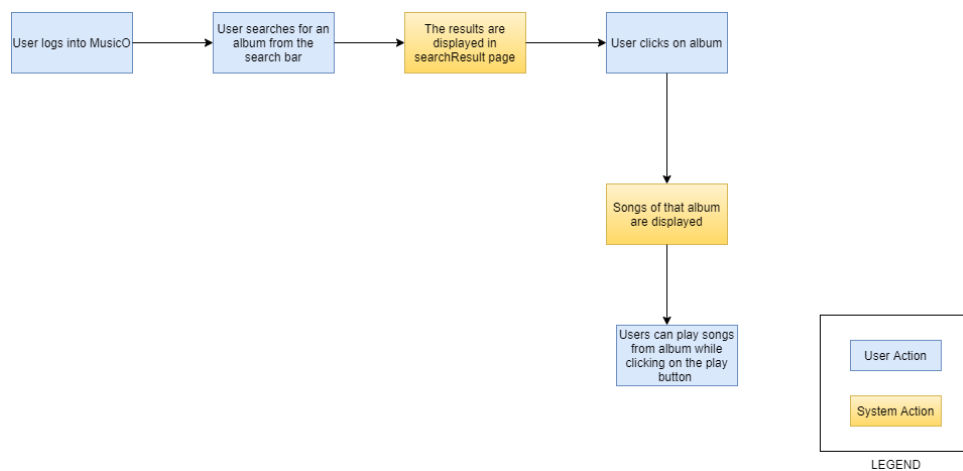 User logs into MusicO
User searches for an
album from the
search bar
The results are
displayed in
searchResult page
User clicks on album
Songs of that album
are displayed
Users can play songs
from album while
clicking on the play
button
User Action
System Action
LEGEND